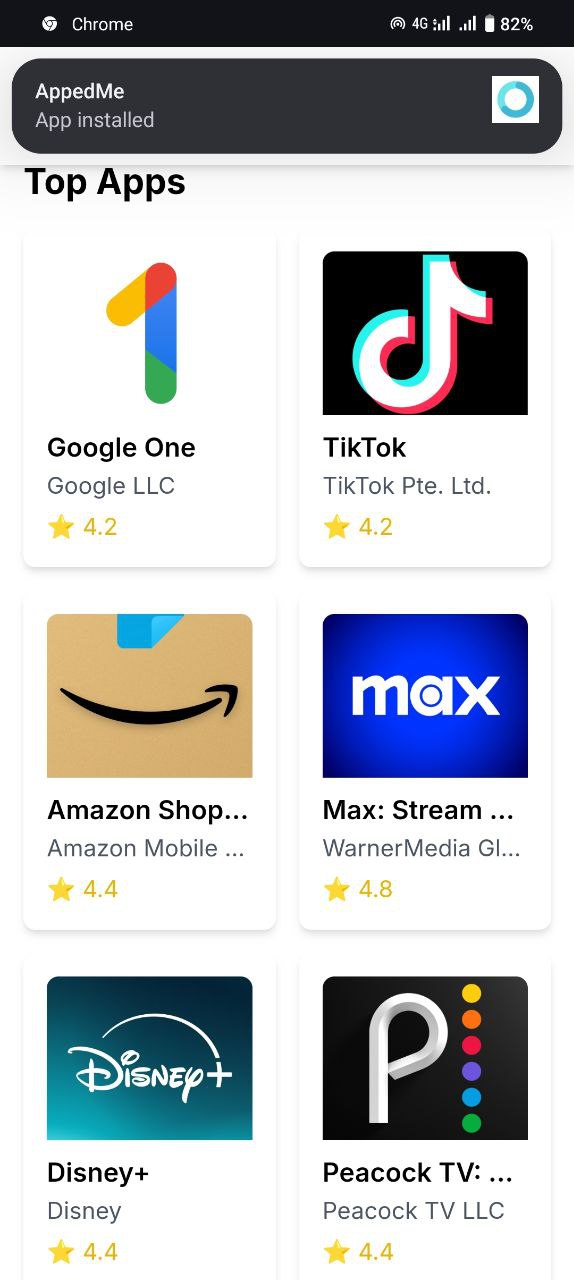 Chrome
4G 82%
AppedMe
App installed
Top Apps
Google One
Google LLC
4.2
TikTok
TikTok Pte. Ltd.
4.2
max
Amazon Shop...
Amazon Mobile ...
4.4
Max: Stream ...
WarnerMedia Gl...
4.8
Disney+
Disney+
Disney
4.4
Peacock TV: ...
Peacock TV LLC
4.4